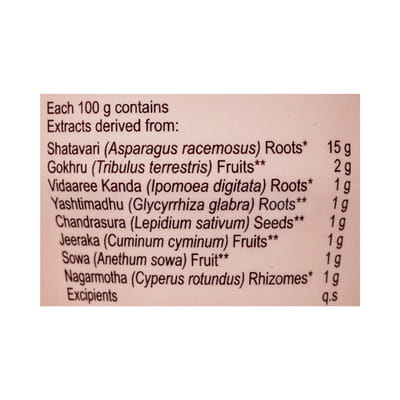 Each 100 g contains
Extracts derived from:
Shatavari (Asparagus racemosus) Roots* 15 g
Gokhru (Tribulus terrestris) Fruits** 2 g
Vidaaree Kanda (Ipomoea digitata) Roots* 1 g
Yashtimadhu (Glycyrrhiza glabra) Roots** 1 g
Chandrasura (Lepidium sativum) Seeds** 1 g
Jeeraka (Cuminum cyminum) Fruits** 1 g
Sowa (Anethum sowa) Fruit** 1 g
Nagarmotha (Cyperus rotundus) Rhizomes* 1 g
Excipients q.s